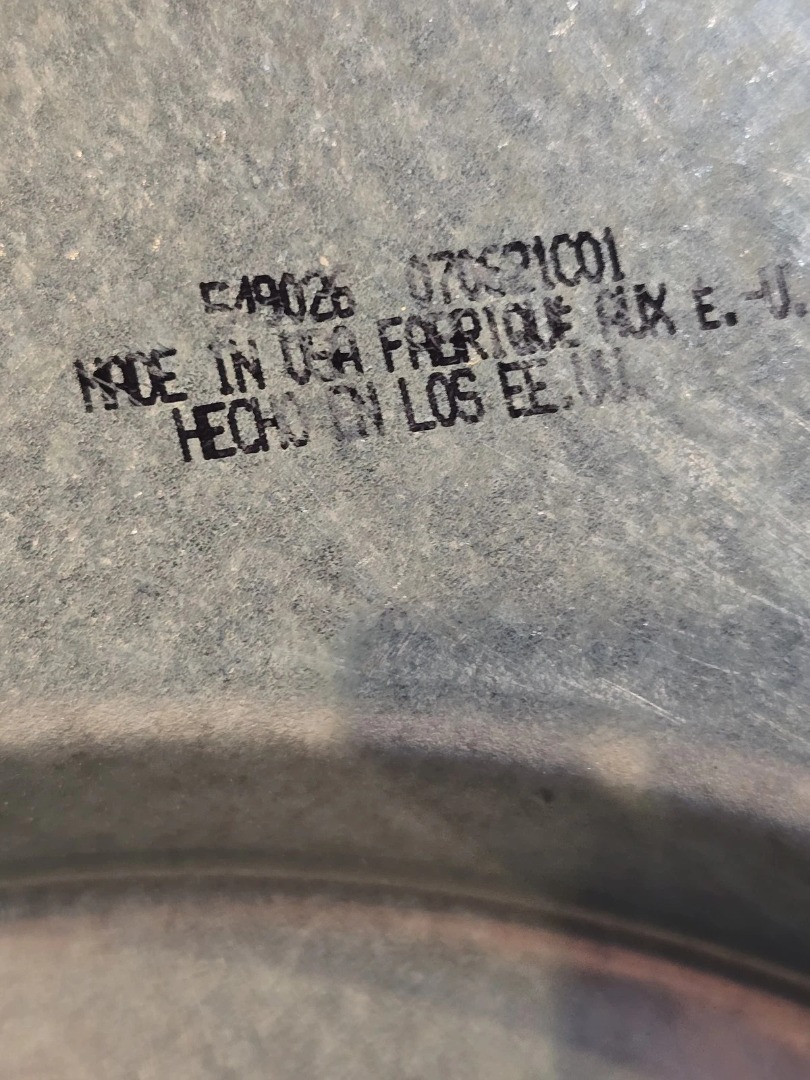 549026 070521C01
MADE IN USA FABRIQUE AUX E.-U.
HECHO EN LOS EE.UU.